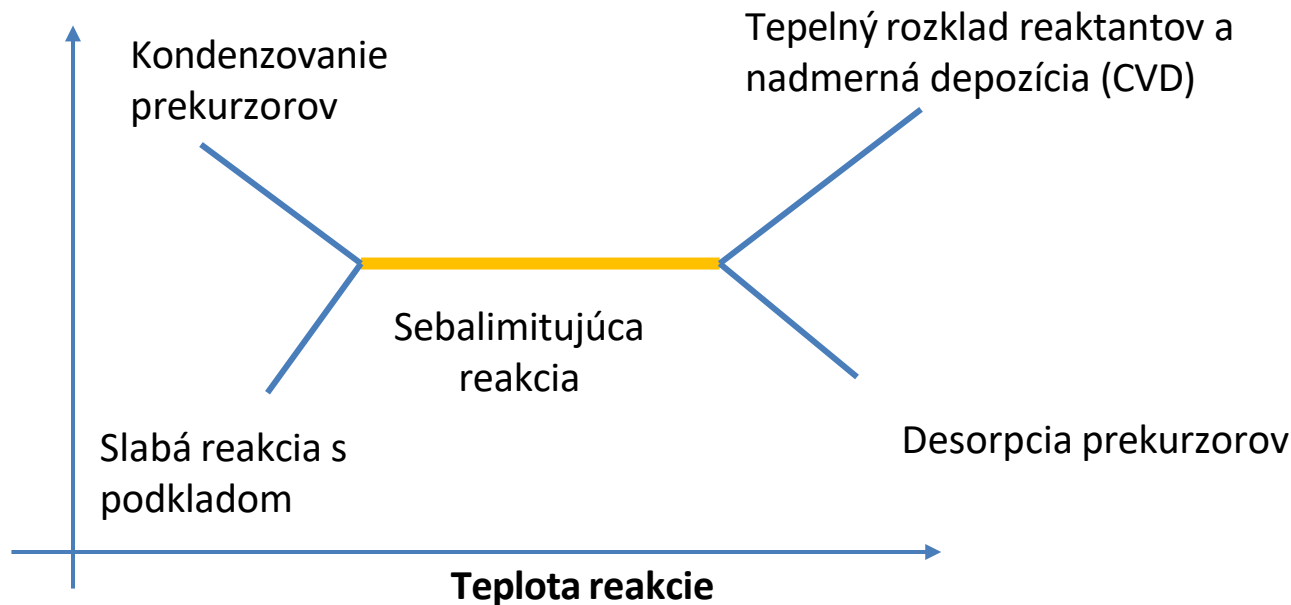 Kondenzovanie
prekurzorov
Tepelný rozklad reaktantov a
nadmerná depozícia (CVD)
Sebalimitujúca
reakcia
Slabá reakcia s
podkladom
Desorpcia prekurzorov
Teplota reakcie